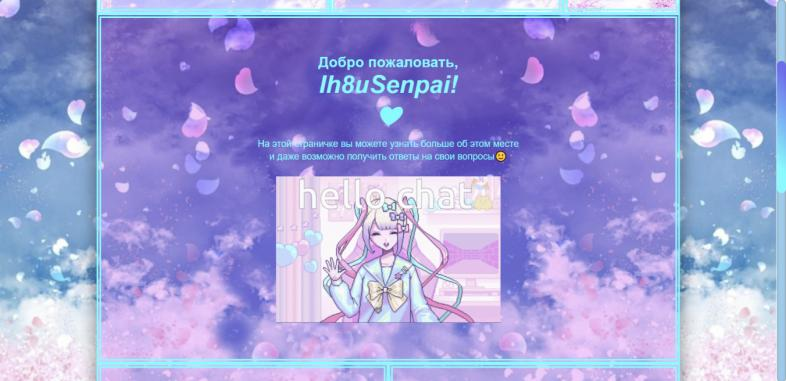 Добро пожаловать,
Ih8uSenpai!
На этой страничке вы можете узнать больше об этом месте
и даже возможно получить ответы на свои вопросы
hello chat